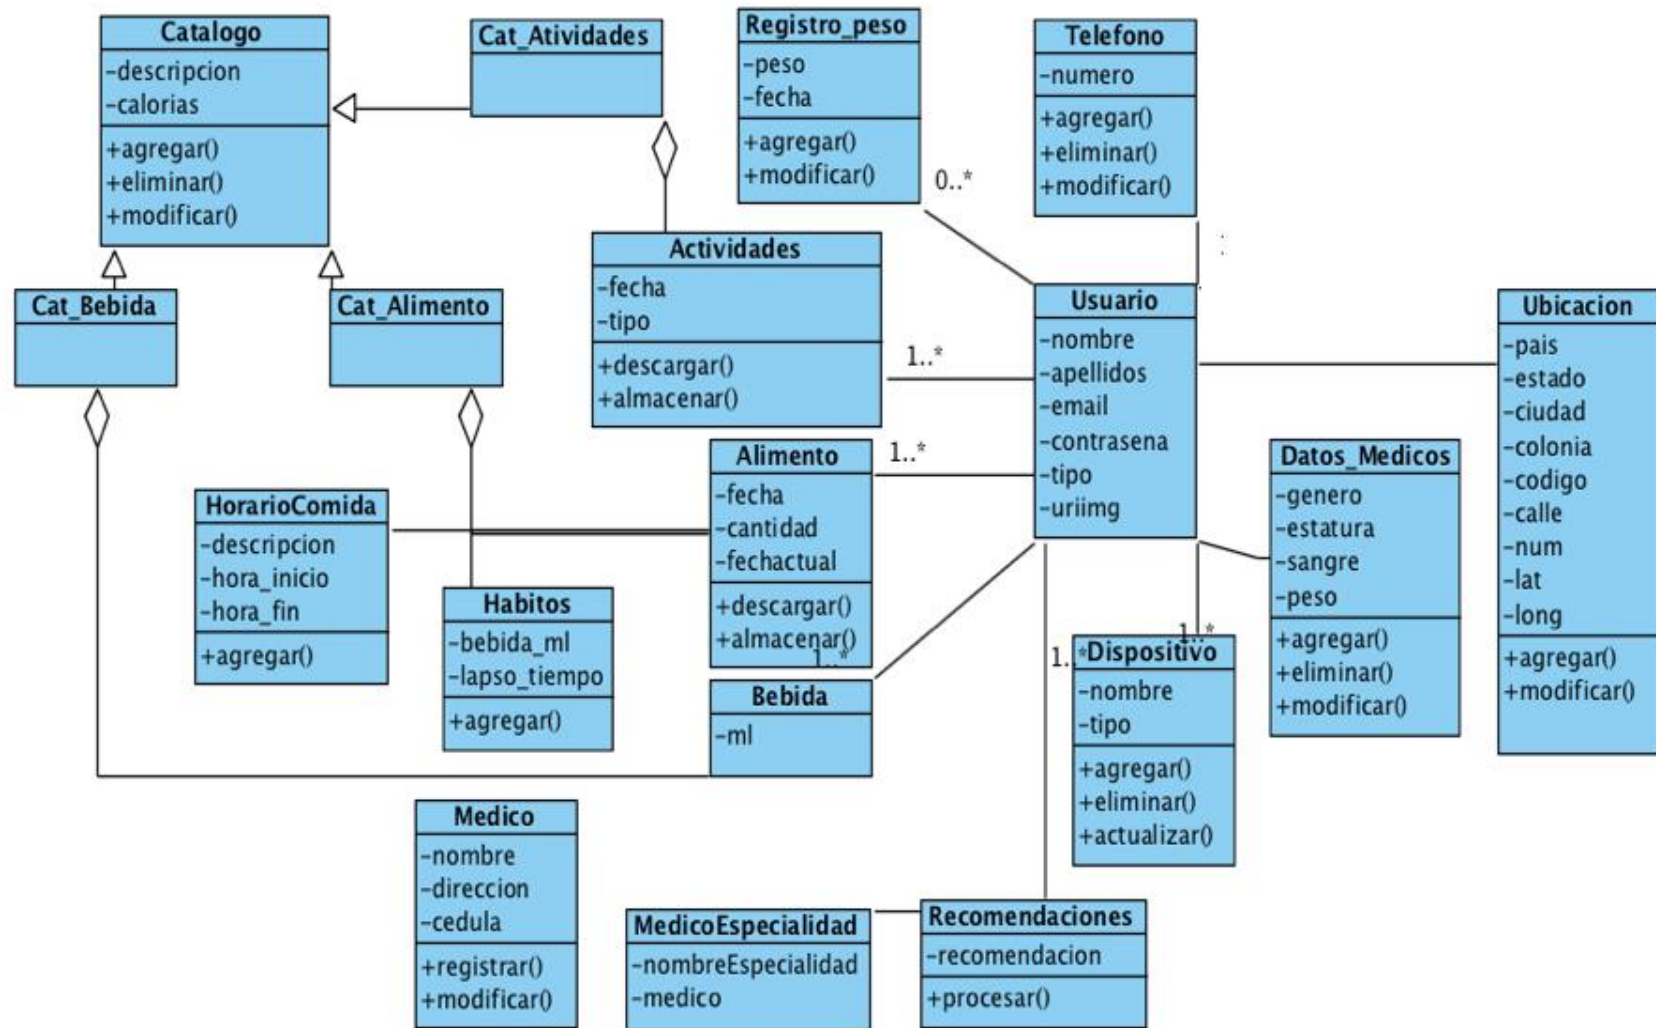 Catalogo
-descripcion
-calorias
+agregar()
+eliminar()
+modificar()
Cat_Atividades
Registro_peso
-peso
-fecha
+agregar()
+modificar()
0..*
Telefono
-numero
+agregar()
+eliminar()
+modificar()
Cat_Bebida
Cat_Alimento
Actividades
-fecha
-tipo
+descargar()
+almacenar()
1..*
Usuario
-nombre
-apellidos
-email
-contrasena
-tipo
-uriimg
Ubicacion
-pais
-estado
-ciudad
-colonia
-codigo
-calle
-num
-lat
-long
+agregar()
+modificar()
HorarioComida
-descripcion
-hora_inicio
-hora_fin
+agregar()
Alimento
-fecha
-cantidad
-fechactual
+descargar()
+almacenar()
1..*
Datos_Medicos
-genero
-estatura
-sangre
-peso
+agregar()
+eliminar()
+modificar()
Habitos
-bebida_ml
-lapso_tiempo
+agregar()
Bebida
-ml
1..*
Dispositivo
-nombre
-tipo
+agregar()
+eliminar()
+actualizar()
1..*
1..*
Medico
-nombre
-direccion
-cedula
+registrar()
+modificar()
MedicoEspecialidad
-nombreEspecialidad
-medico
Recomendaciones
-recomendacion
+procesar()